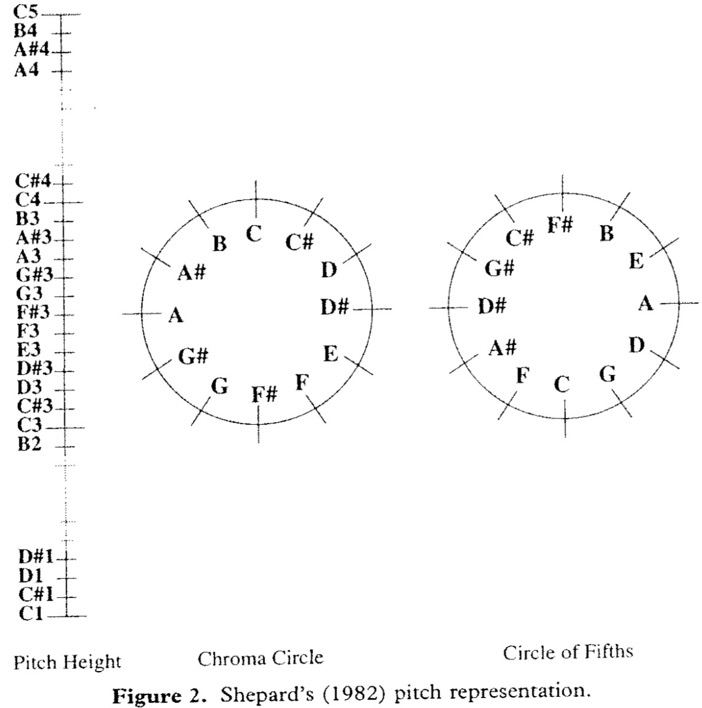 C5
B4
A#4
A4
C#4
C4
B3
A#3
A3
G#3
G3
F#3
F3
E3
D#3
D3
C#3
C3
B2
D#1
D1
C#1
C1
C
C#
D
D#
E
F
F#
G
G#
A
A#
B
F#
B
E
A
D
G
C
F
A#
D#
G#
C#
Pitch Height
Chroma Circle
Circle of Fifths
Figure 2. Shepard's (1982) pitch representation.